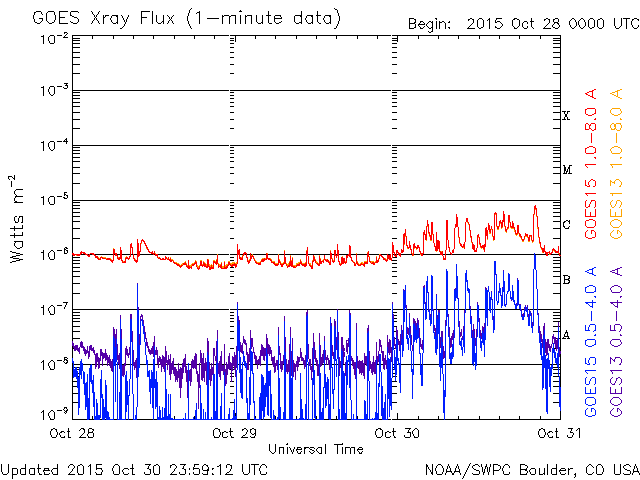 GOES Xray Flux (1-minute data)
Begin: 2015 Oct 28 0000 UTC
10⁻²
10⁻³
10⁻⁴
10⁻⁵
10⁻⁶
10⁻⁷
10⁻⁸
10⁻⁹
Watts m⁻²
X
M
C
B
A
GOES15 1.0-8.0 A
GOES13 1.0-8.0 A
GOES15 0.5-4.0 A
GOES13 0.5-4.0 A
Oct 28
Oct 29
Oct 30
Oct 31
Universal Time
Updated 2015 Oct 30 23:59:12 UTC
NOAA/SWPC Boulder, CO USA